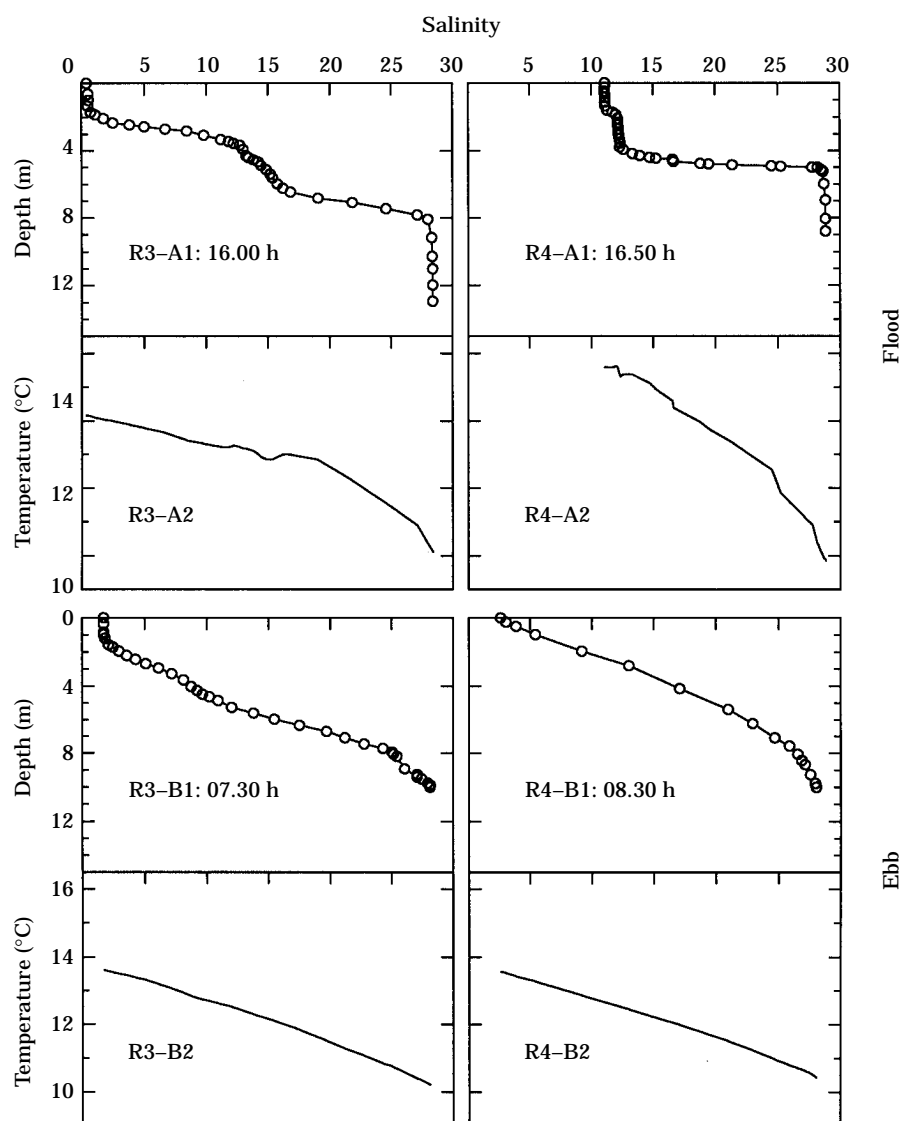 Salinity
0 5 10 15 20 25 30 5 10 15 20 25 30
4
8
12
Depth (m)
R3–A1: 16.00 h
R4–A1: 16.50 h
Flood
14
12
10
Temperature (°C)
R3–A2
R4–A2
0
4
8
12
Depth (m)
R3–B1: 07.30 h
R4–B1: 08.30 h
Ebb
16
14
12
10
Temperature (°C)
R3–B2
R4–B2